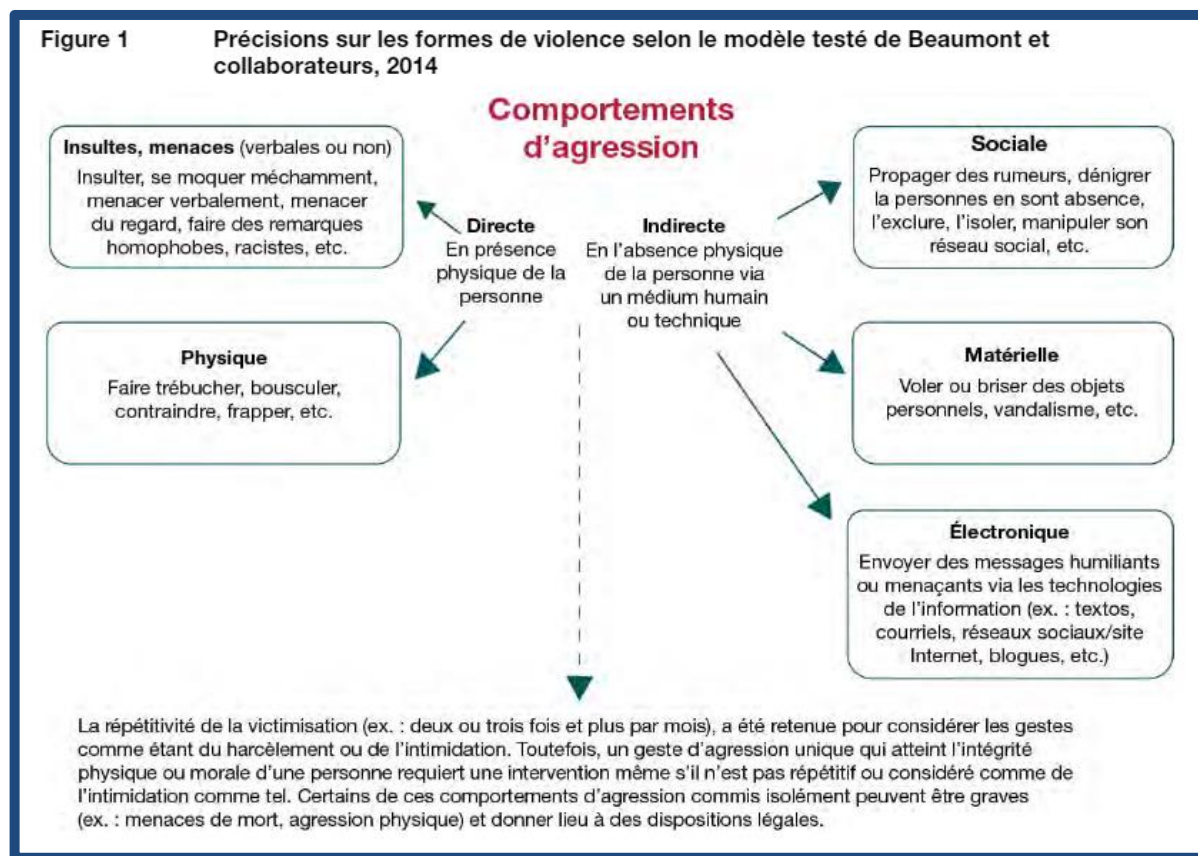 Figure 1 Précisions sur les formes de violence selon le modèle testé de Beaumont et
collaborateurs, 2014
Comportements
d'agression
Insultes, menaces (verbales ou non)
Insulter, se moquer méchamment,
menacer verbalement, menacer
du regard, faire des remarques
homophobes, racistes, etc.
Directe
En présence
physique de la
personne
Physique
Faire trébucher, bousculer,
contraindre, frapper, etc.
Indirecte
En l'absence physique
de la personne via
un médium humain
ou technique
Sociale
Propager des rumeurs, dénigrer
la personnes en sont absence,
l'exclure, l'isoler, manipuler son
réseau social, etc.
Matérielle
Voler ou briser des objets
personnels, vandalisme, etc.
Électronique
Envoyer des messages humiliants
ou menaçants via les technologies
de l'information (ex. : textos,
courriels, réseaux sociaux/site
Internet, blogues, etc.)
La répétitivité de la victimisation (ex. : deux ou trois fois et plus par mois), a été retenue pour considérer les gestes
comme étant du harcèlement ou de l'intimidation. Toutefois, un geste d'agression unique qui atteint l'intégrité
physique ou morale d'une personne requiert une intervention même s'il n'est pas répétitif ou considéré comme de
l'intimidation comme tel. Certains de ces comportements d'agression commis isolément peuvent être graves
(ex. : menaces de mort, agression physique) et donner lieu à des dispositions légales.